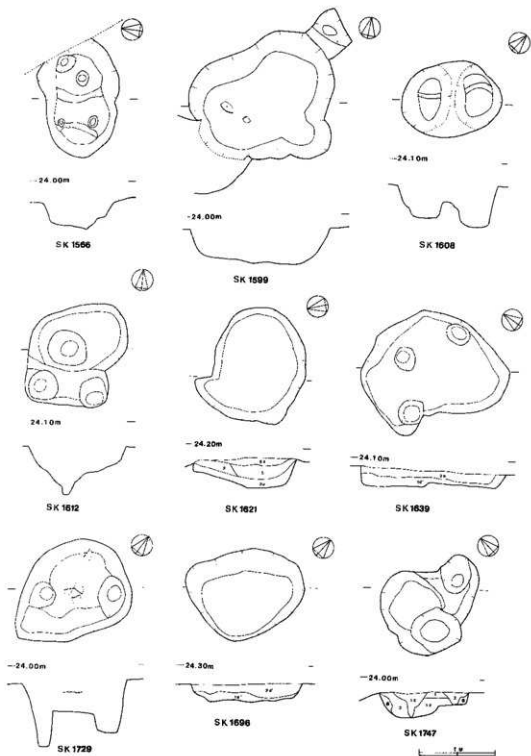 -24.00m
SK 1566
-24.00m
SK 1599
-24.10m
SK 1608
24.10m
SK 1612
-24.20m
SK 1621
-24.10m
SK 1639
-24.00m
SK 1729
-24.30m
SK 1696
-24.00m
SK 1747